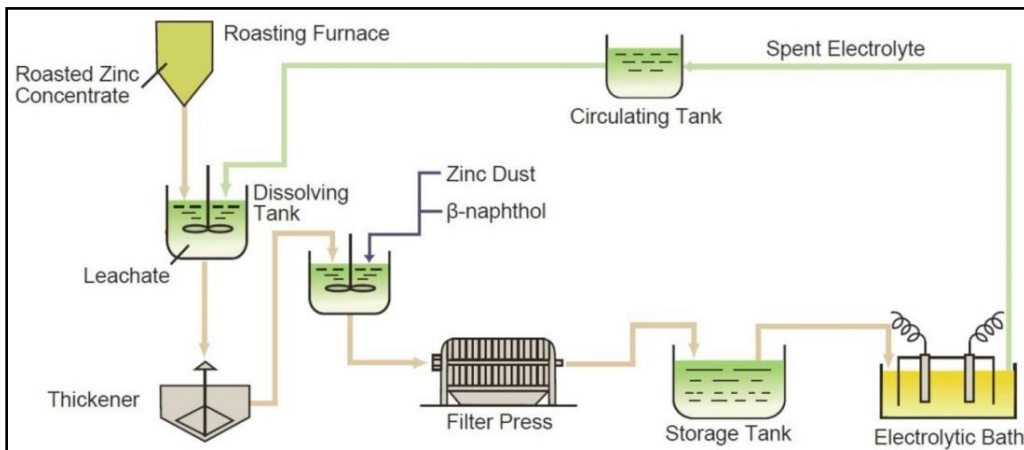 Roasting Furnace
Roasted Zinc
Concentrate
Spent Electrolyte
Circulating Tank
Zinc Dust
β-naphthol
Dissolving
Tank
Leachate
Thickener
Filter Press
Storage Tank
Electrolytic Bath